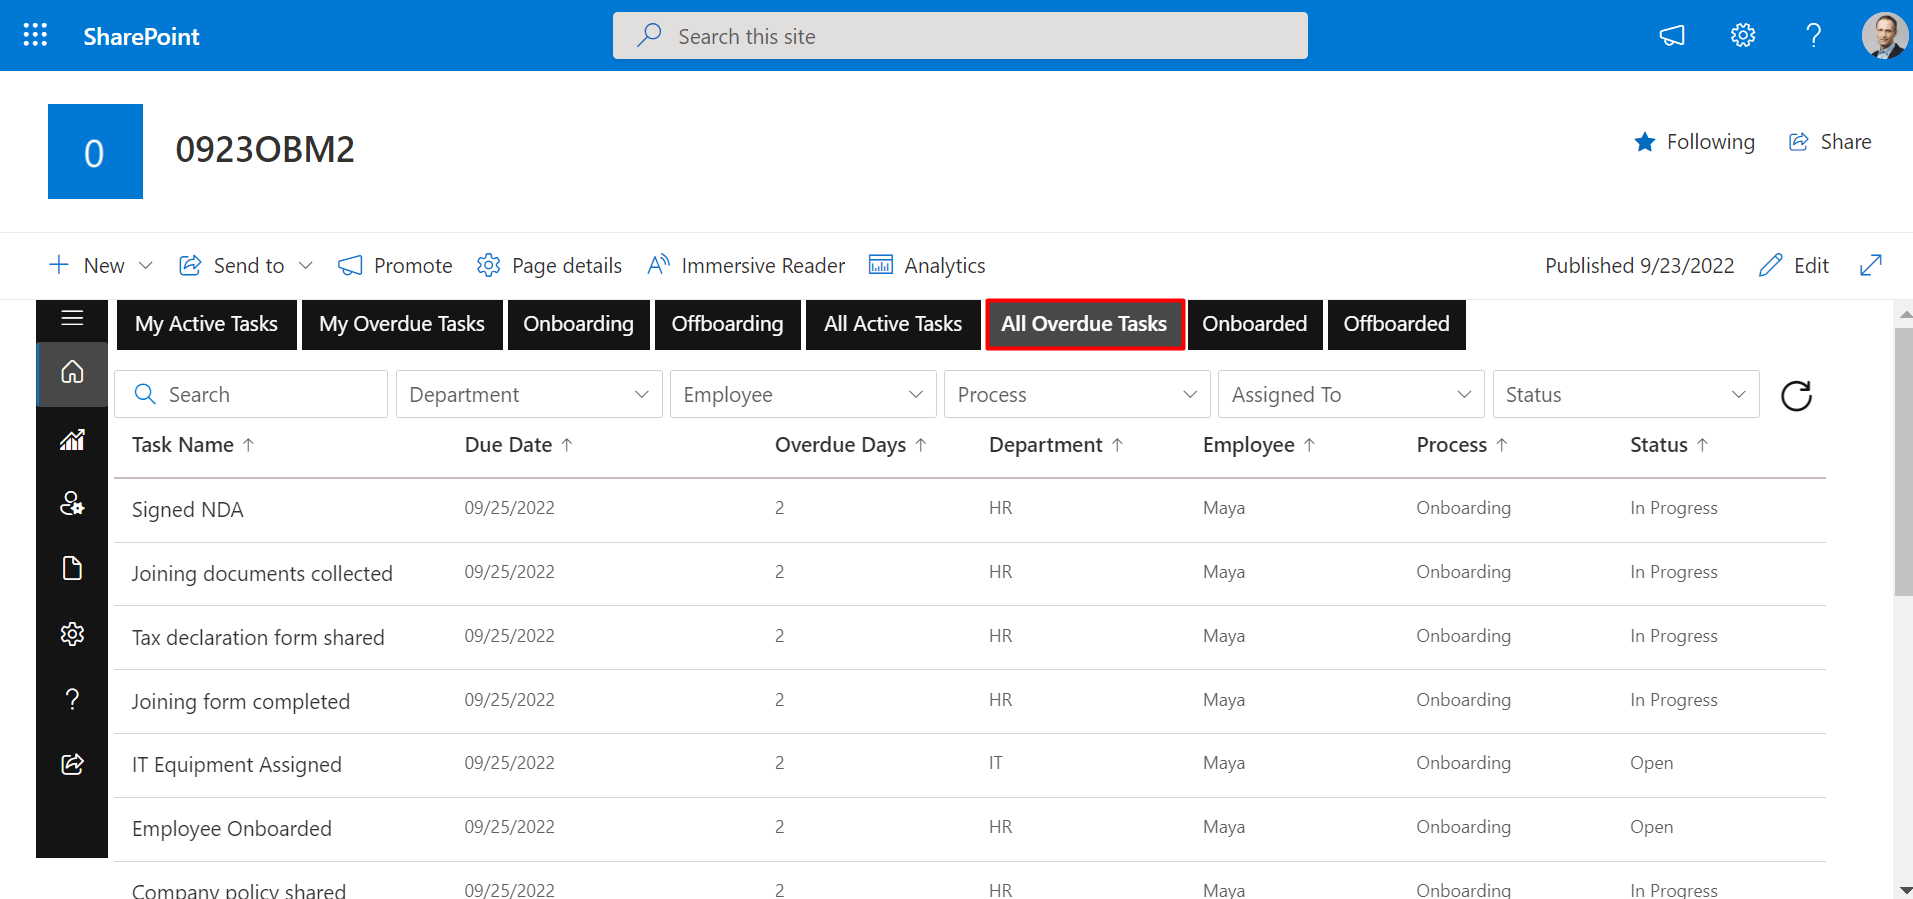 SharePoint
Search this site
0
0923OBM2
Following
Share
New
Send to
Promote
Page details
Immersive Reader
Analytics
Published 9/23/2022
Edit
My Active Tasks
My Overdue Tasks
Onboarding
Offboarding
All Active Tasks
All Overdue Tasks
Onboarded
Offboarded
Search
Department
Employee
Process
Assigned To
Status
Task Name ↑ Due Date ↑ Overdue Days ↑ Department ↑ Employee ↑ Process ↑ Status ↑
Signed NDA 09/25/2022 2 HR Maya Onboarding In Progress
Joining documents collected 09/25/2022 2 HR Maya Onboarding In Progress
Tax declaration form shared 09/25/2022 2 HR Maya Onboarding In Progress
Joining form completed 09/25/2022 2 HR Maya Onboarding In Progress
IT Equipment Assigned 09/25/2022 2 IT Maya Onboarding Open
Employee Onboarded 09/25/2022 2 HR Maya Onboarding Open
Company policy shared 09/25/2022 2 HR Maya Onboarding In Progress